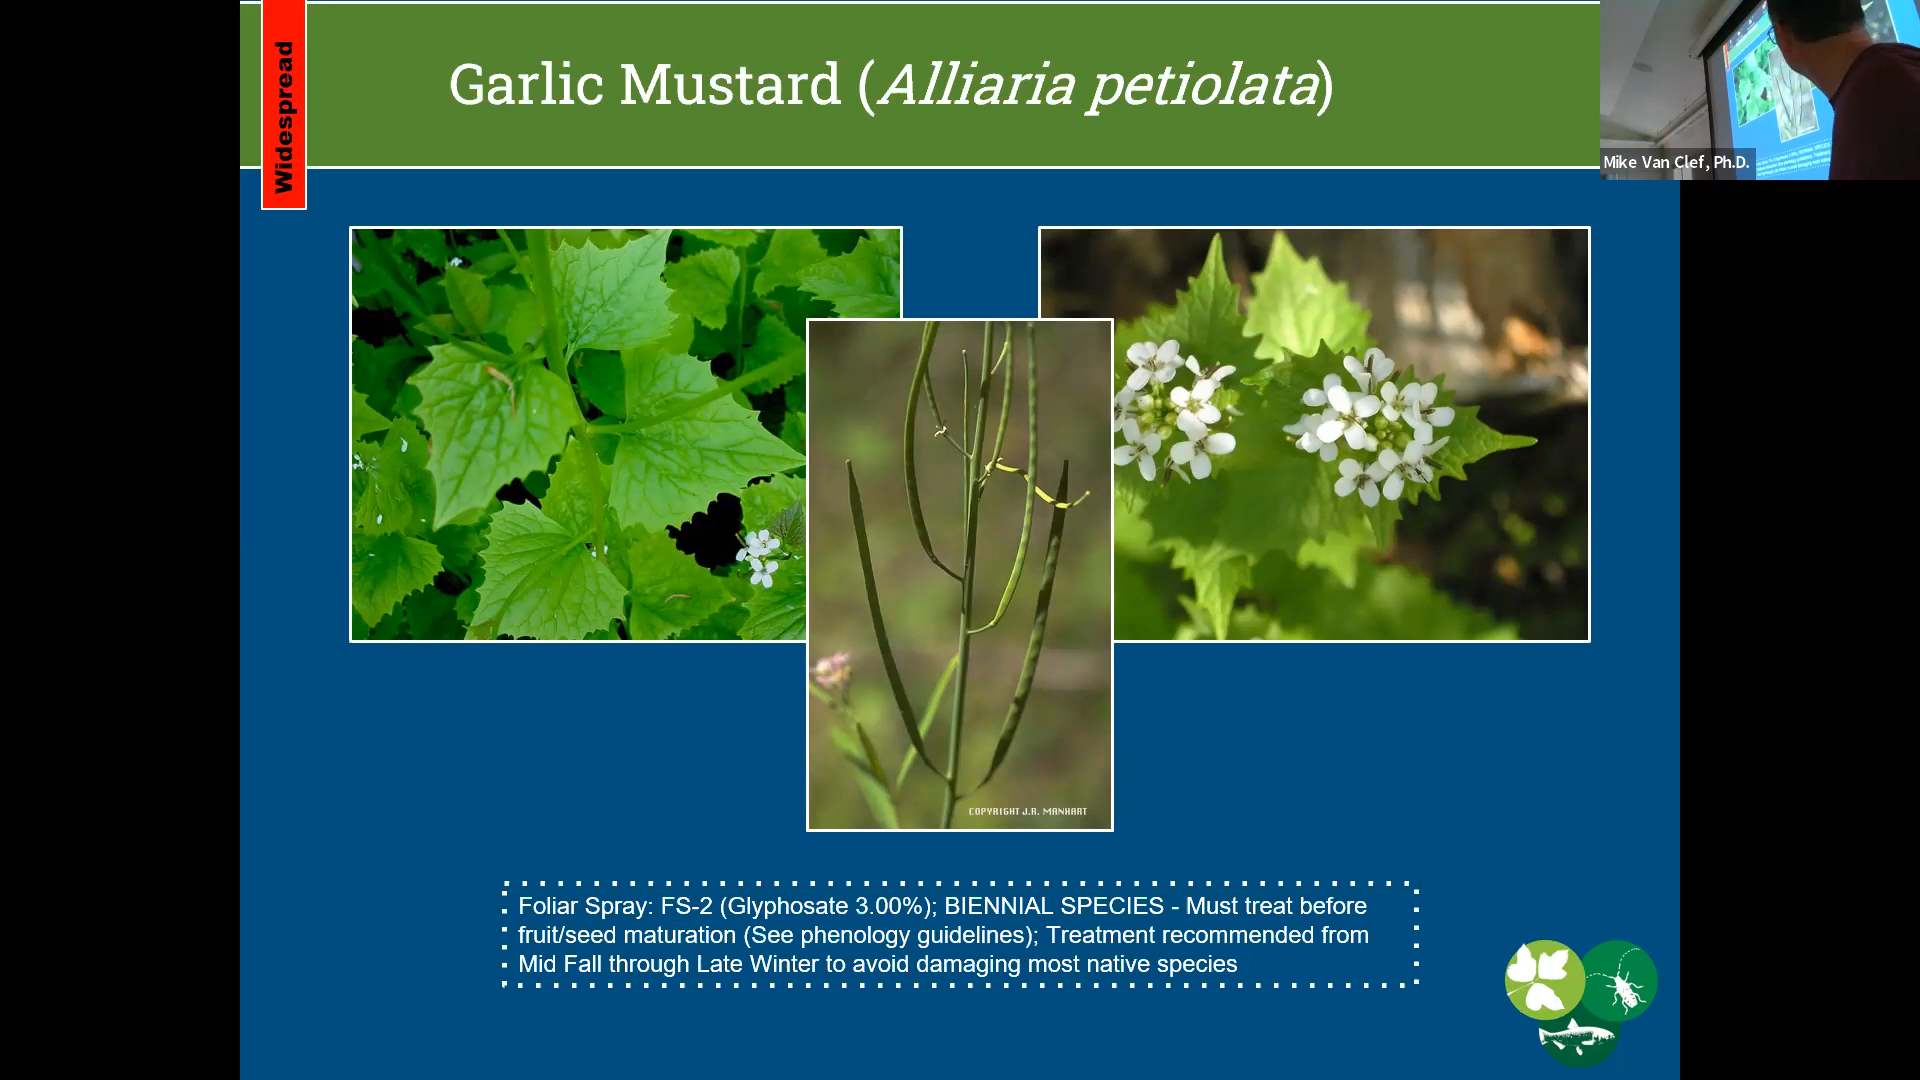 Widespread
Garlic Mustard (Alliaria petiolata)
Mike Van Clef, Ph.D.
COPYRIGHT J.R. MANHART
Foliar Spray: FS-2 (Glyphosate 3.00%); BIENNIAL SPECIES - Must treat before
fruit/seed maturation (See phenology guidelines); Treatment recommended from
Mid Fall through Late Winter to avoid damaging most native species